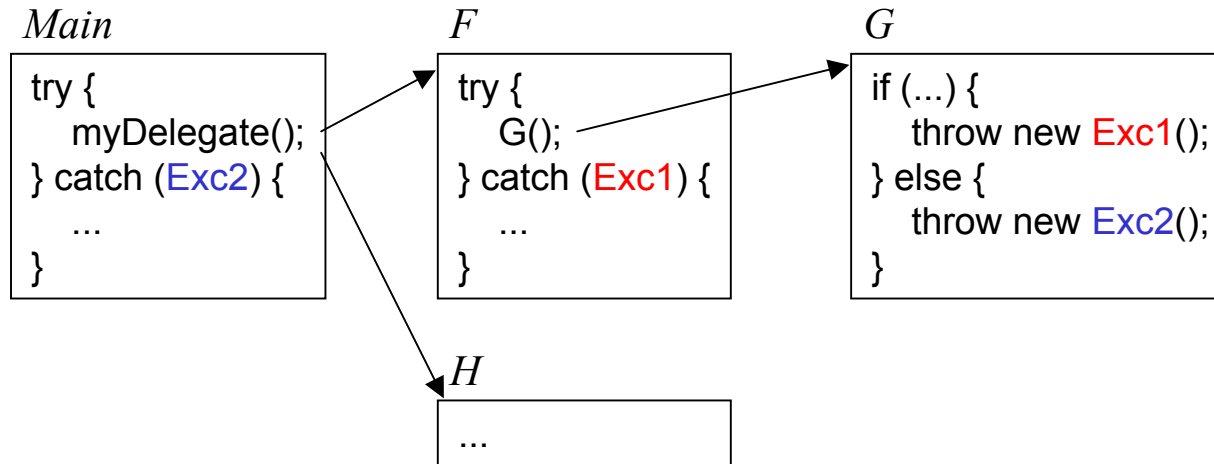 Main
try {
myDelegate();
} catch (Exc2) {
...
}
F
try {
G();
} catch (Exc1) {
...
}
G
if (...) {
throw new Exc1();
} else {
throw new Exc2();
}
H
...